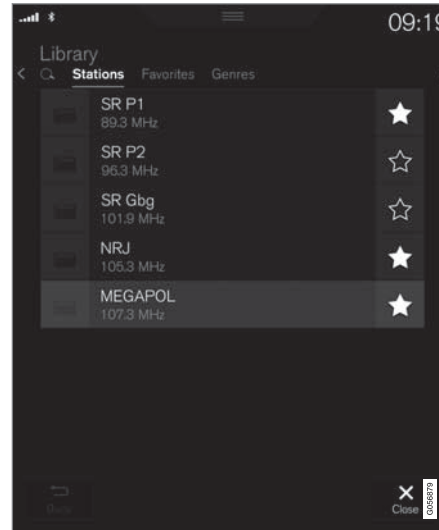 09:19
Library
Stations Favorites Genres
SR P1
89.3 MHz
SR P2
96.3 MHz
SR Gbg
101.9 MHz
NRJ
105.3 MHz
MEGAPOL
107.3 MHz
Back
Close
G056879